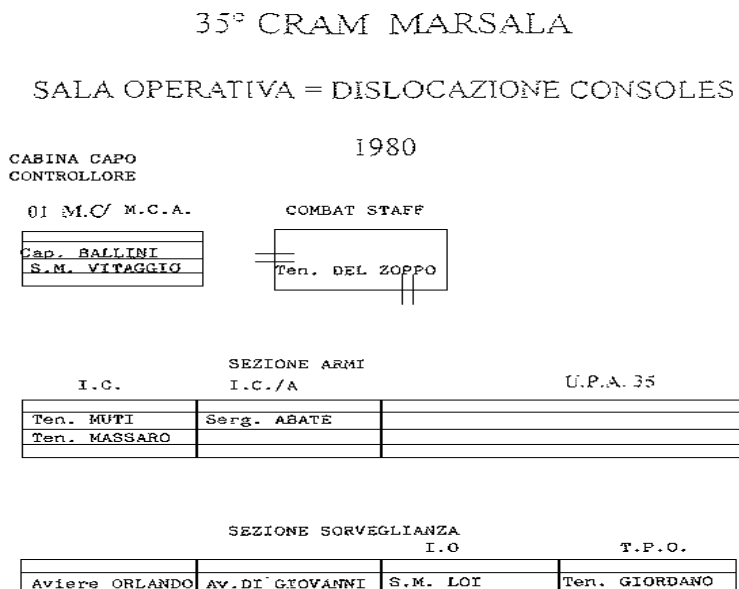 35° CRAM MARSALA
SALA OPERATIVA = DISLOCAZIONE CONSOLES
1980
CABINA CAPO
CONTROLLORE
01 M.C/ M.C.A.
COMBAT STAFF
Cap. BALLINI
S.M. VITAGGIO
Ten. DEL ZOPPO
SEZIONE ARMI
I.C. I.C./A U.P.A. 35
Ten. MUTI Serg. ABATE
Ten. MASSARO
SEZIONE SORVEGLIANZA
I.O T.P.O.
Aviere ORLANDO AV.DI GIOVANNI S.M. LOI Ten. GIORDANO